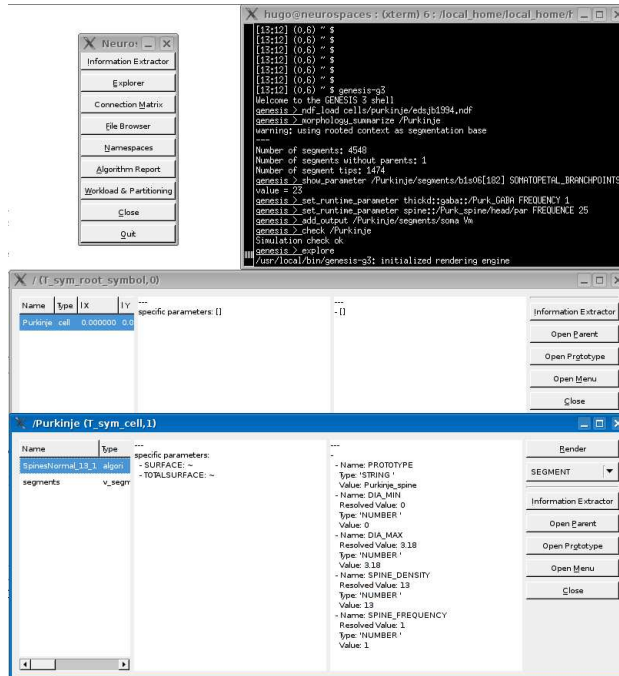 Neuro
Information Extractor
Explorer
Connection Matrix
File Browser
Namespaces
Algorithm Report
Workload & Partitioning
Close
Quit
hugo@neurospaces : (xterm) 6 : /local_home/local_home/h
[13:12] (0,6) ~ $
[13:12] (0,6) ~ $
[13:12] (0,6) ~ $
[13:12] (0,6) ~ $
[13:12] (0,6) ~ $
[13:12] (0,6) ~ $
[13:12] (0,6) ~ $ genesis-g3
Welcome to the GENESIS 3 shell
genesis > ndf_load cells/purkinje/edsjb1994.ndf
genesis > morphology_summarize /Purkinje
warning: using rooted context as segmentation base
---
Number of segments: 4548
Number of segments without parents: 1
Number of segment tips: 1474
genesis > show_parameter /Purkinje/segments/b1s06[182] SOMATOPETAL_BRANCHPOINTS
value = 23
genesis > set_runtime_parameter thickd::gaba::/Purk_GABA FREQUENCY 1
genesis > set_runtime_parameter spine::/Purk_spine/head/par FREQUENCE 25
genesis > add_output /Purkinje/segments/soma Vm
genesis > check /Purkinje
Simulation check ok
genesis > explore
/usr/local/bin/genesis-g3: initialized rendering engine
/ (T_sym_root_symbol,0)
Name Type l X l Y
Purkinje cell 0.000000 0.0
---
specific parameters: []
---
- []
Information Extractor
Open Parent
Open Prototype
Open Menu
Close
/Purkinje (T_sym_cell,1)
Name Type
SpinesNormal_13_1 algori
segments v_segm
---
specific parameters:
- SURFACE: ~
- TOTALSURFACE: ~
---
-
- Name: PROTOTYPE
Type: 'STRING '
Value: Purkinje_spine
- Name: DIA_MIN
Resolved Value: 0
Type: 'NUMBER '
Value: 0
- Name: DIA_MAX
Resolved Value: 3.18
Type: 'NUMBER '
Value: 3.18
- Name: SPINE_DENSITY
Resolved Value: 13
Type: 'NUMBER '
Value: 13
- Name: SPINE_FREQUENCY
Resolved Value: 1
Type: 'NUMBER '
Value: 1
Render
SEGMENT
Information Extractor
Open Parent
Open Prototype
Open Menu
Close